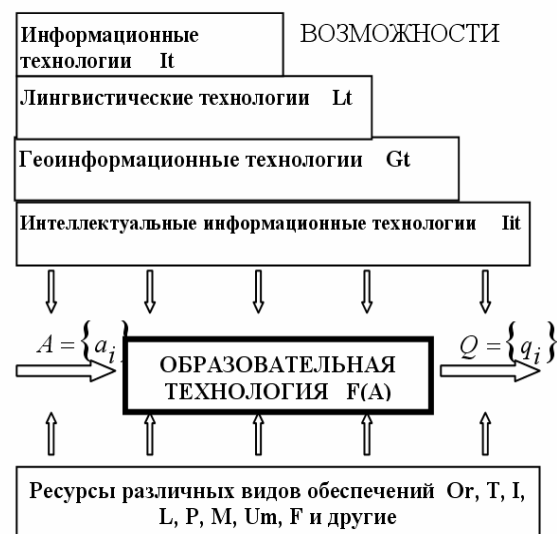 Информационные
технологии It
ВОЗМОЖНОСТИ
Лингвистические технологии Lt
Геоинформационные технологии Gt
Интеллектуальные информационные технологии Iit
A = {a_i}
Q = {q_i}
ОБРАЗОВАТЕЛЬНАЯ
ТЕХНОЛОГИЯ F(A)
Ресурсы различных видов обеспечений Or, T, I,
L, P, M, Um, F и другие